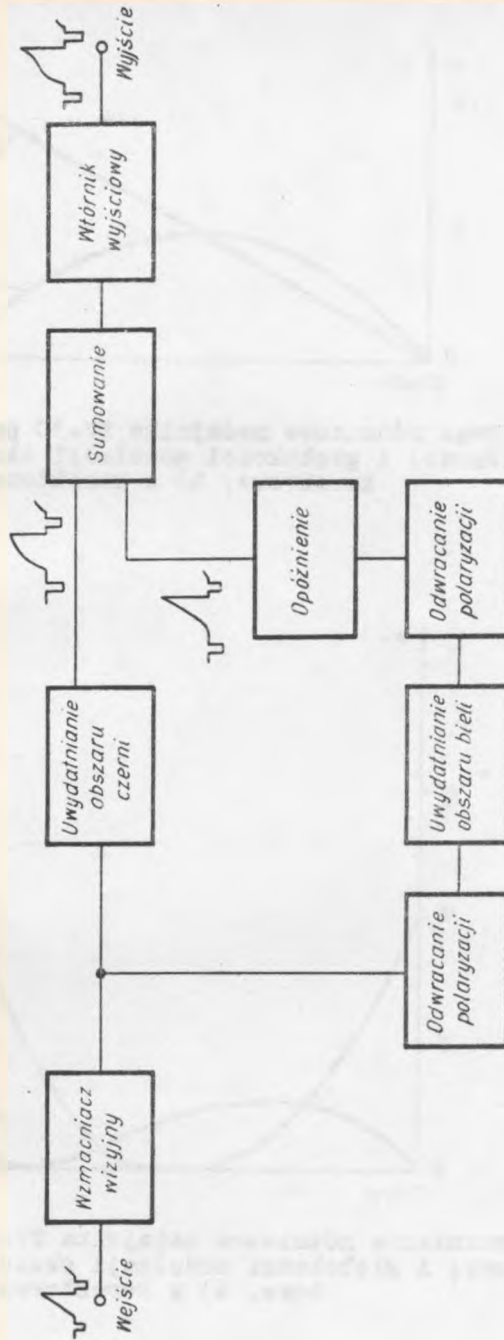 Wejście
Wzmacniacz
wizyjny
Uwydatnianie
obszaru
czerni
Sumowanie
Wtórnik
wyjściowy
Wyjście
Odwracanie
polaryzacji
Uwydatnianie
obszaru bieli
Odwracanie
polaryzacji
Opóźnienie